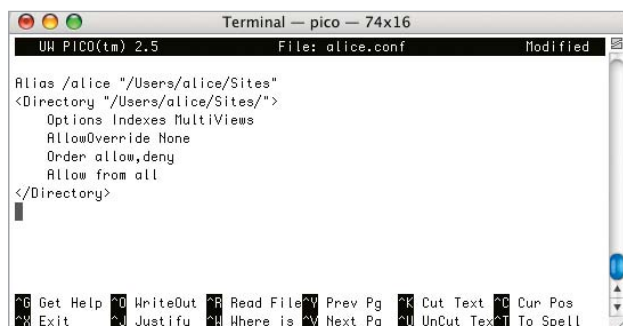 Terminal — pico — 74x16
UW PICO(tm) 2.5 File: alice.conf Modified
Alias /alice "/Users/alice/Sites"
<Directory "/Users/alice/Sites/">
Options Indexes MultiViews
AllowOverride None
Order allow,deny
Allow from all
</Directory>
^G Get Help ^O WriteOut ^R Read File^Y Prev Pg ^K Cut Text ^C Cur Pos
^X Exit ^J Justify ^W Where is ^V Next Pg ^U UnCut Tex^T To Spell